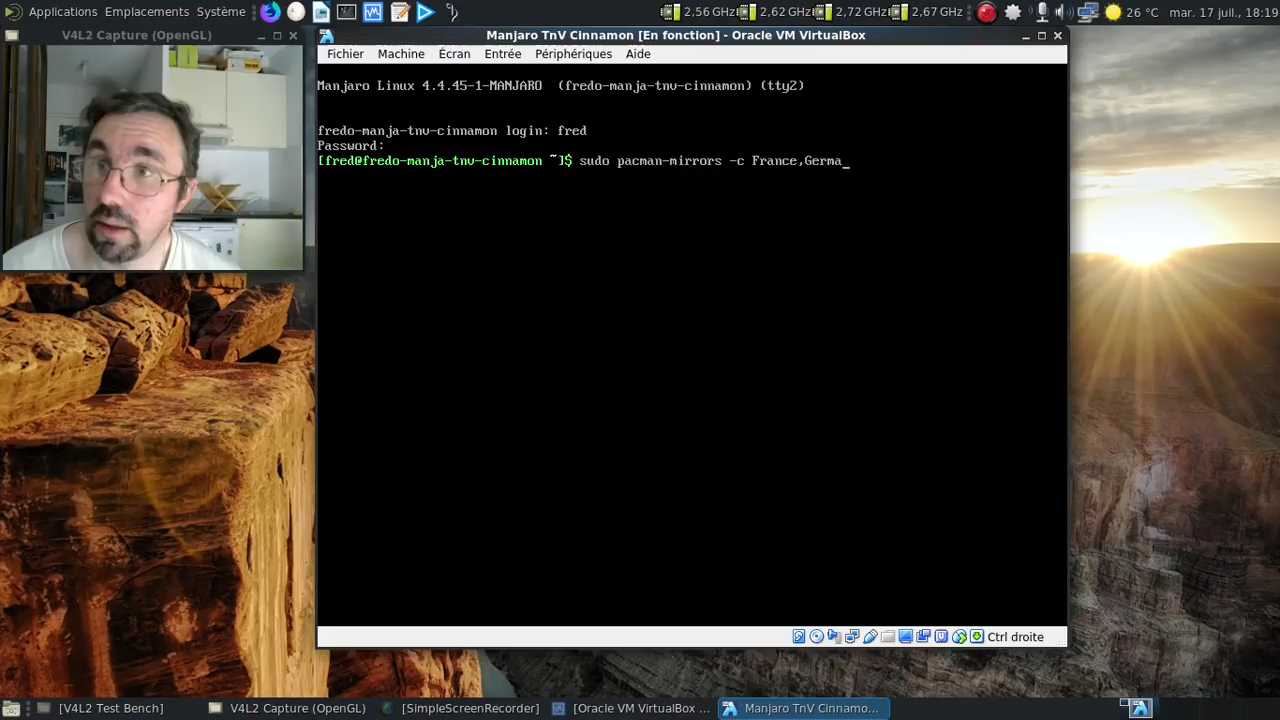 Applications Emplacements Système
2,56 GHz 2,62 GHz 2,72 GHz 2,67 GHz 26 °C mar. 17 juil., 18:19
V4L2 Capture (OpenGL)
Manjaro TnV Cinnamon [En fonction] - Oracle VM VirtualBox
Fichier Machine Écran Entrée Périphériques Aide
Manjaro Linux 4.4.45-1-MANJARO (fredo-manja-tnv-cinnamon) (tty2)
fredo-manja-tnv-cinnamon login: fred
Password:
[fred@fredo-manja-tnv-cinnamon ~]$ sudo pacman-mirrors -c France,Germa_
Ctrl droite
[V4L2 Test Bench] V4L2 Capture (OpenGL) [SimpleScreenRecorder] [Oracle VM VirtualBox ... Manjaro TnV Cinnamo...